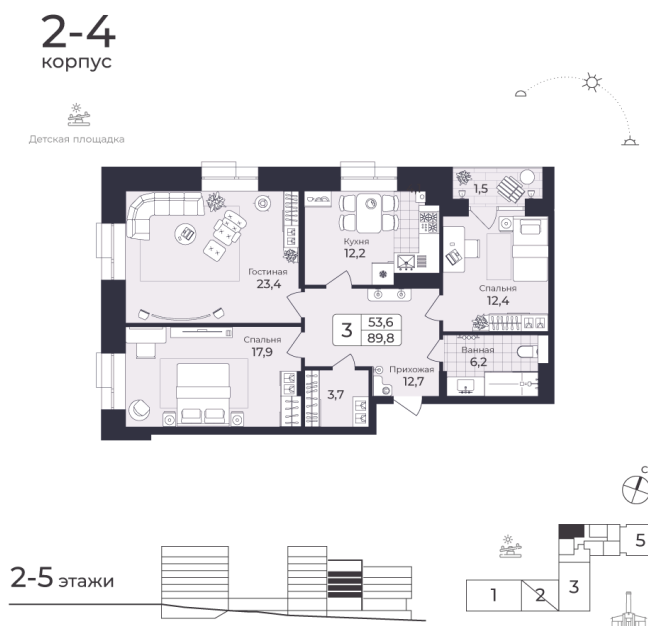 2-4
корпус
Детская площадка
1,5
Кухня
12,2
Гостиная
23,4
Спальня
12,4
3
53,6
89,8
Спальня
17,9
Ванная
6,2
Прихожая
12,7
3,7
С
5
2-5 этажи
1
2
3